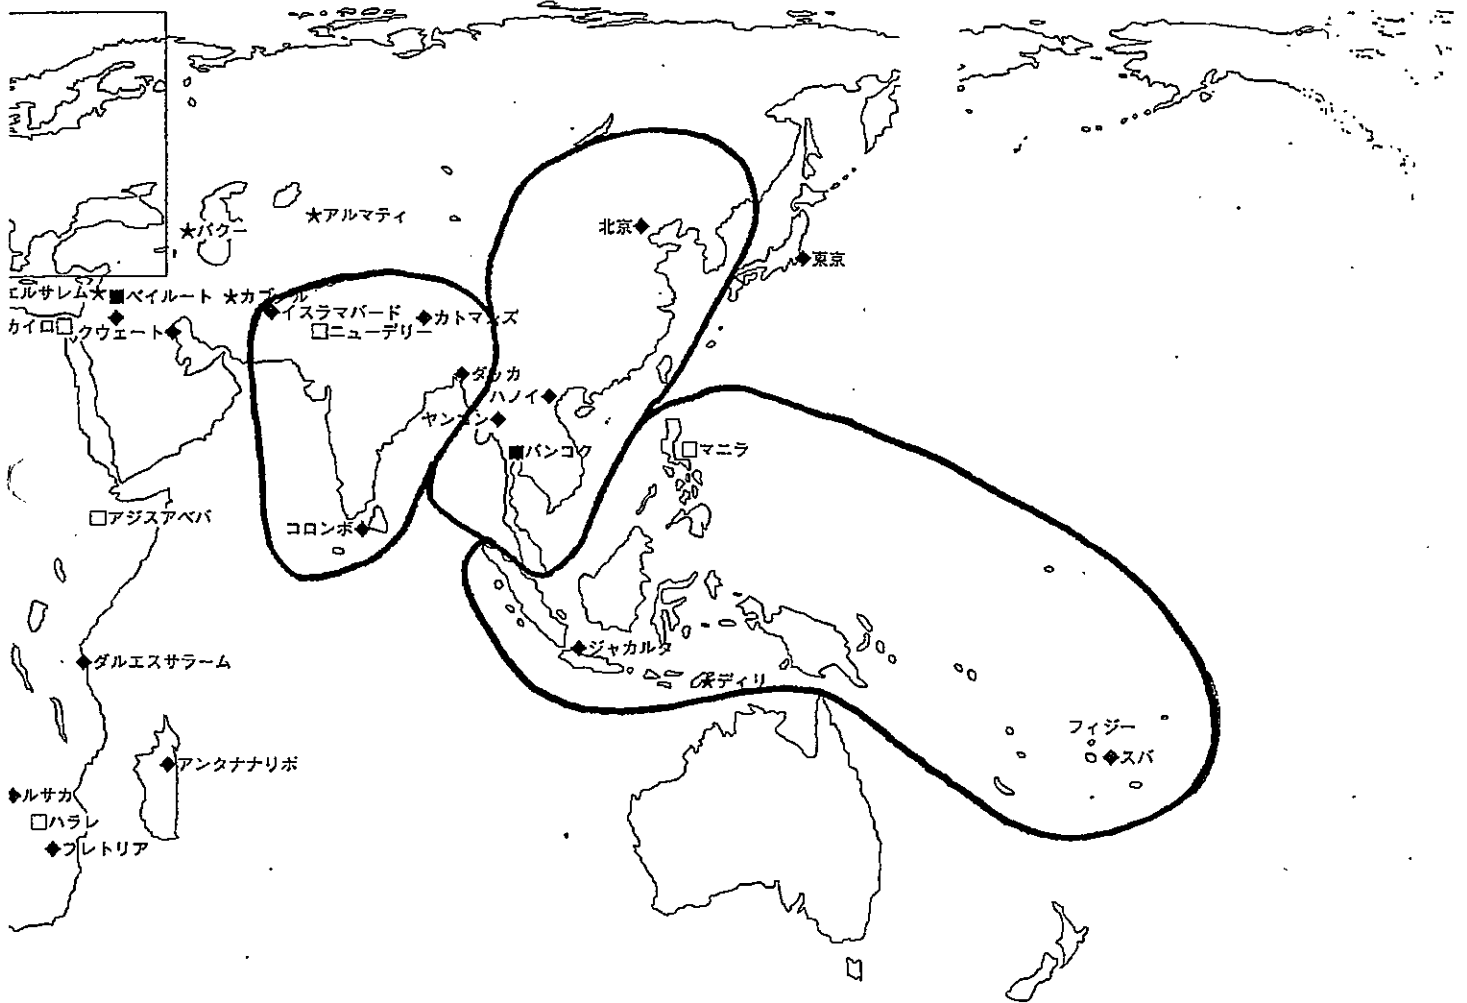 ★アルマティ
★バクー
北京◆
◆東京
エルサレム★ ■ベイルート ★カブール
◆イスラマバード
◆カトマンズ
カイロ□
クウェート◆
□ニューデリー
◆ダッカ
ハノイ◆
ヤンゴン◆
■バンコク
□マニラ
□アジスアベバ
コロンボ◆
◆ジャカルタ
◆ダルエスサラーム
★ディリ
フィジー
◆スバ
◆アンタナナリボ
◆ルサカ
□ハラレ
◆プレトリア